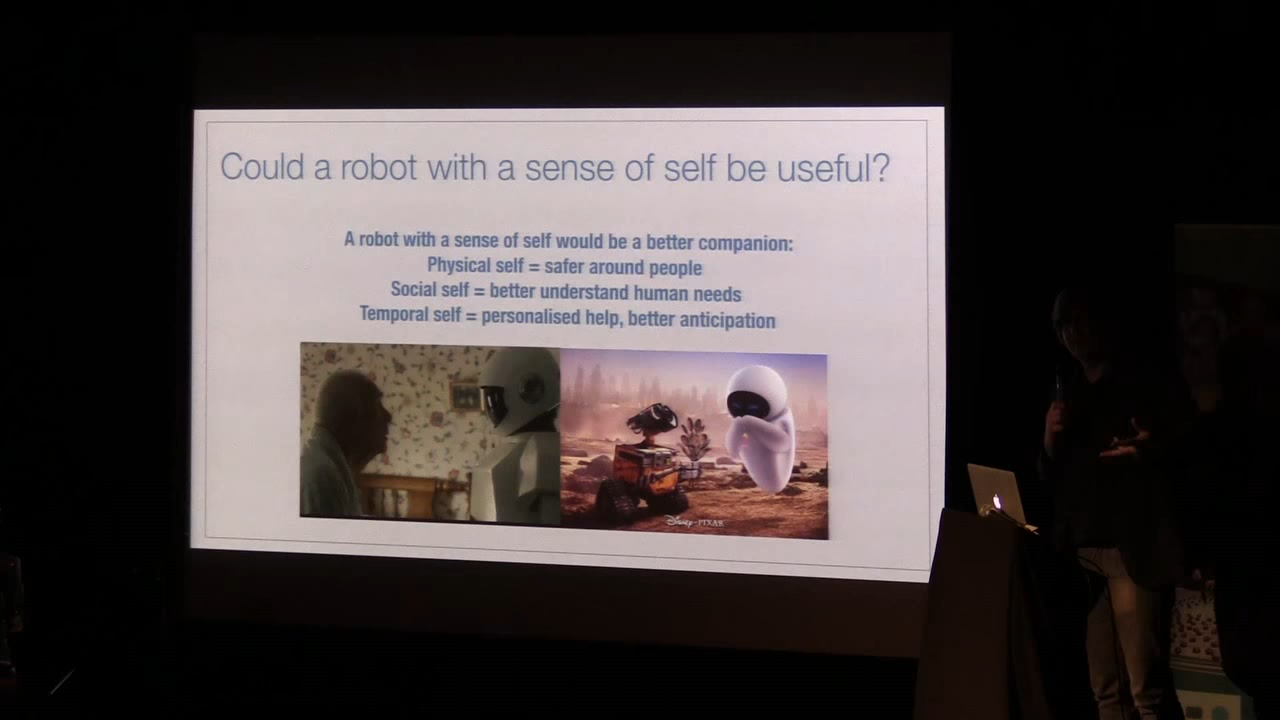 Could a robot with a sense of self be useful?
A robot with a sense of self would be a better companion:
Physical self = safer around people
Social self = better understand human needs
Temporal self = personalised help, better anticipation
Disney·PIXAR